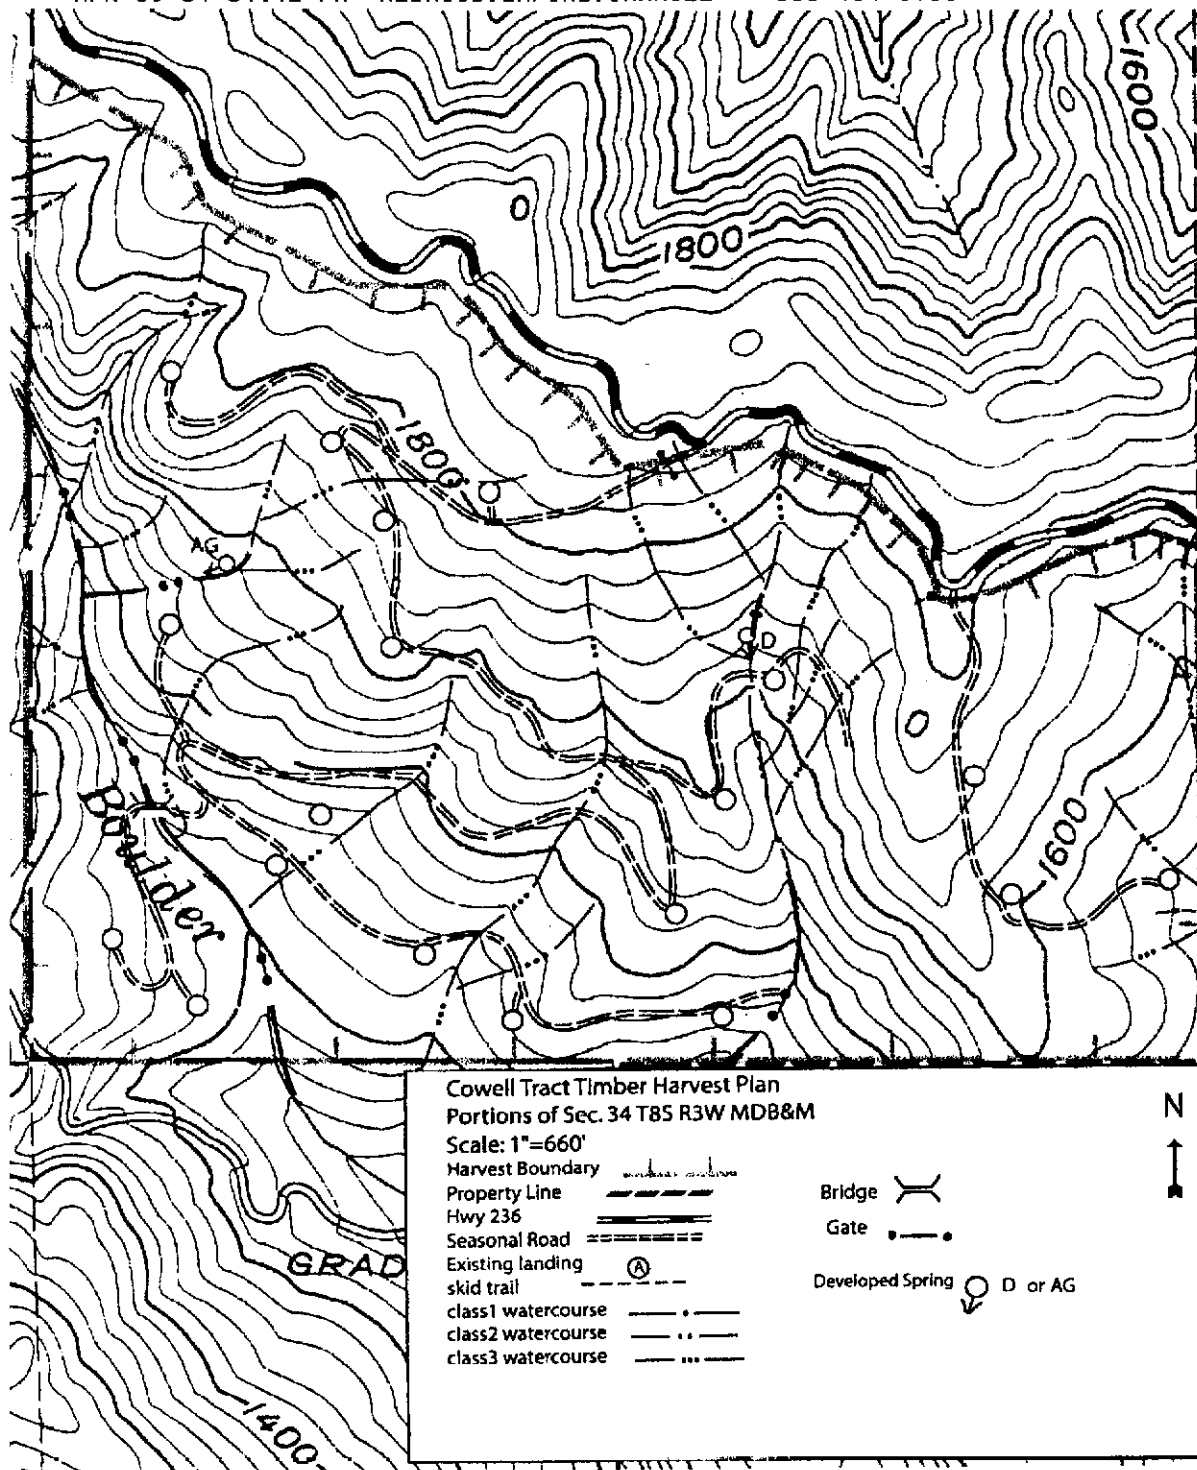 1600
0
1800
1800
AG
D
0
1600
Boulder
Cowell Tract Timber Harvest Plan
Portions of Sec. 34 T8S R3W MDB&M
Scale: 1"=660'
Harvest Boundary
Property Line
Hwy 236
Seasonal Road
Existing landing A
skid trail
class1 watercourse
class2 watercourse
class3 watercourse
N
Bridge
Gate
Developed Spring D or AG
GRAD
1400